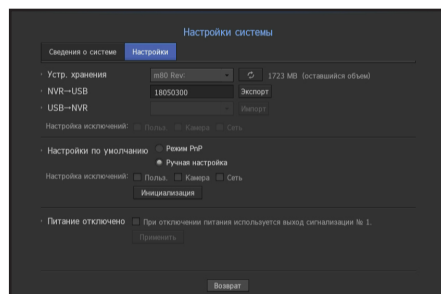 Настройки системы
Сведения о системе Настройки
Устр. хранения m80 Rev: 1723 MB (оставшийся объем)
NVR→USB 18050300 Экспорт
USB→NVR Импорт
Настройка исключений: Польз. Камера Сеть
Настройки по умолчанию Режим PnP
Ручная настройка
Настройка исключений: Польз. Камера Сеть
Инициализация
Питание отключено При отключении питания используется выход сигнализации № 1.
Применить
Возврат